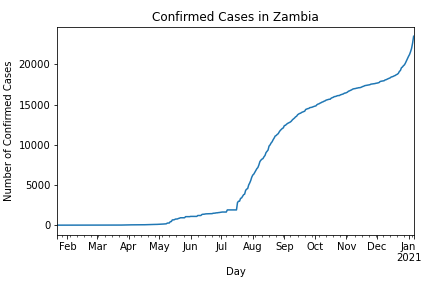 Confirmed Cases in Zambia
Number of Confirmed Cases
20000
15000
10000
5000
0
Feb Mar Apr May Jun Jul Aug Sep Oct Nov Dec Jan
2021
Day